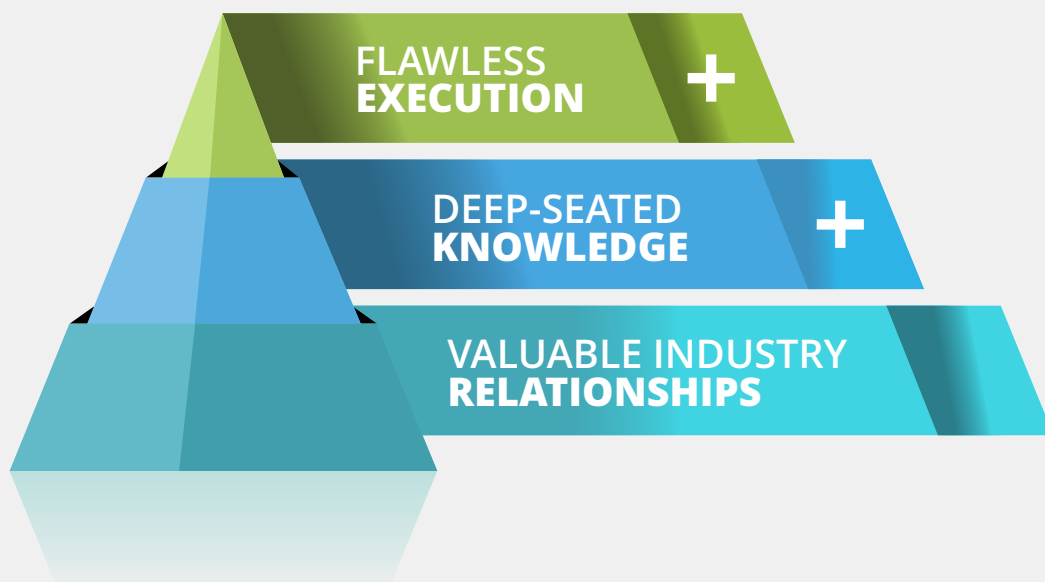 FLAWLESS
EXECUTION
+
DEEP-SEATED
KNOWLEDGE
+
VALUABLE INDUSTRY
RELATIONSHIPS